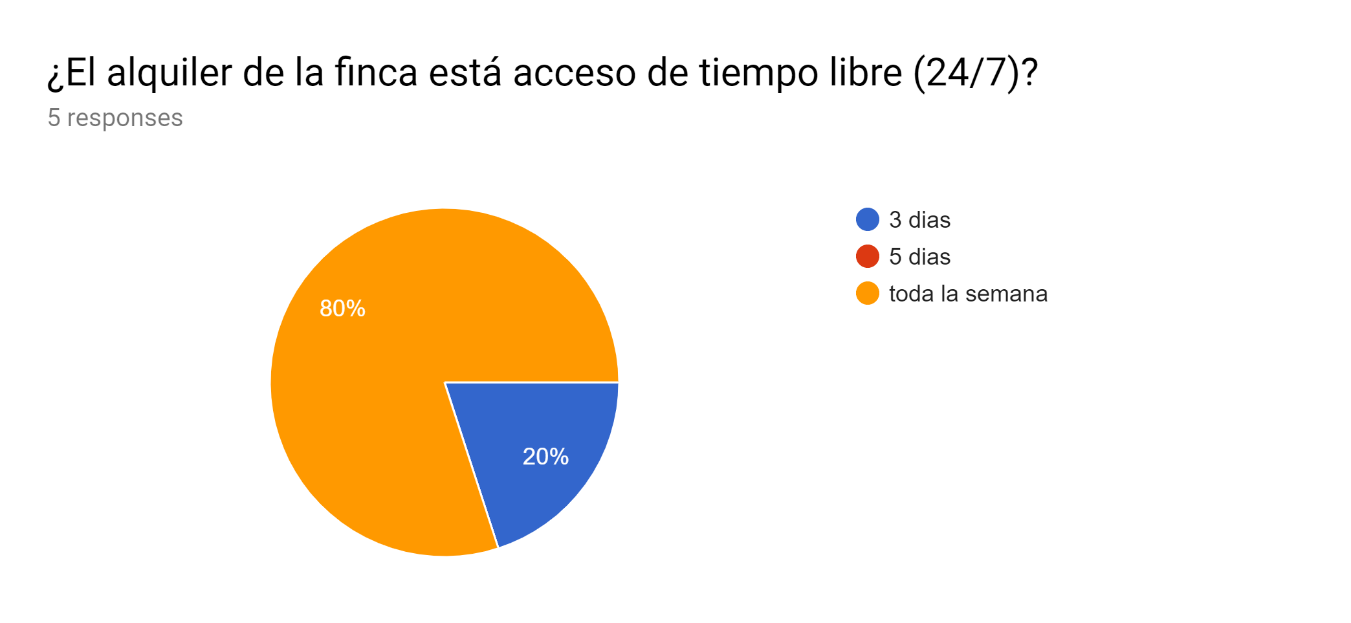 ¿El alquiler de la finca está acceso de tiempo libre (24/7)?
5 responses
3 dias
5 dias
toda la semana
80%
20%